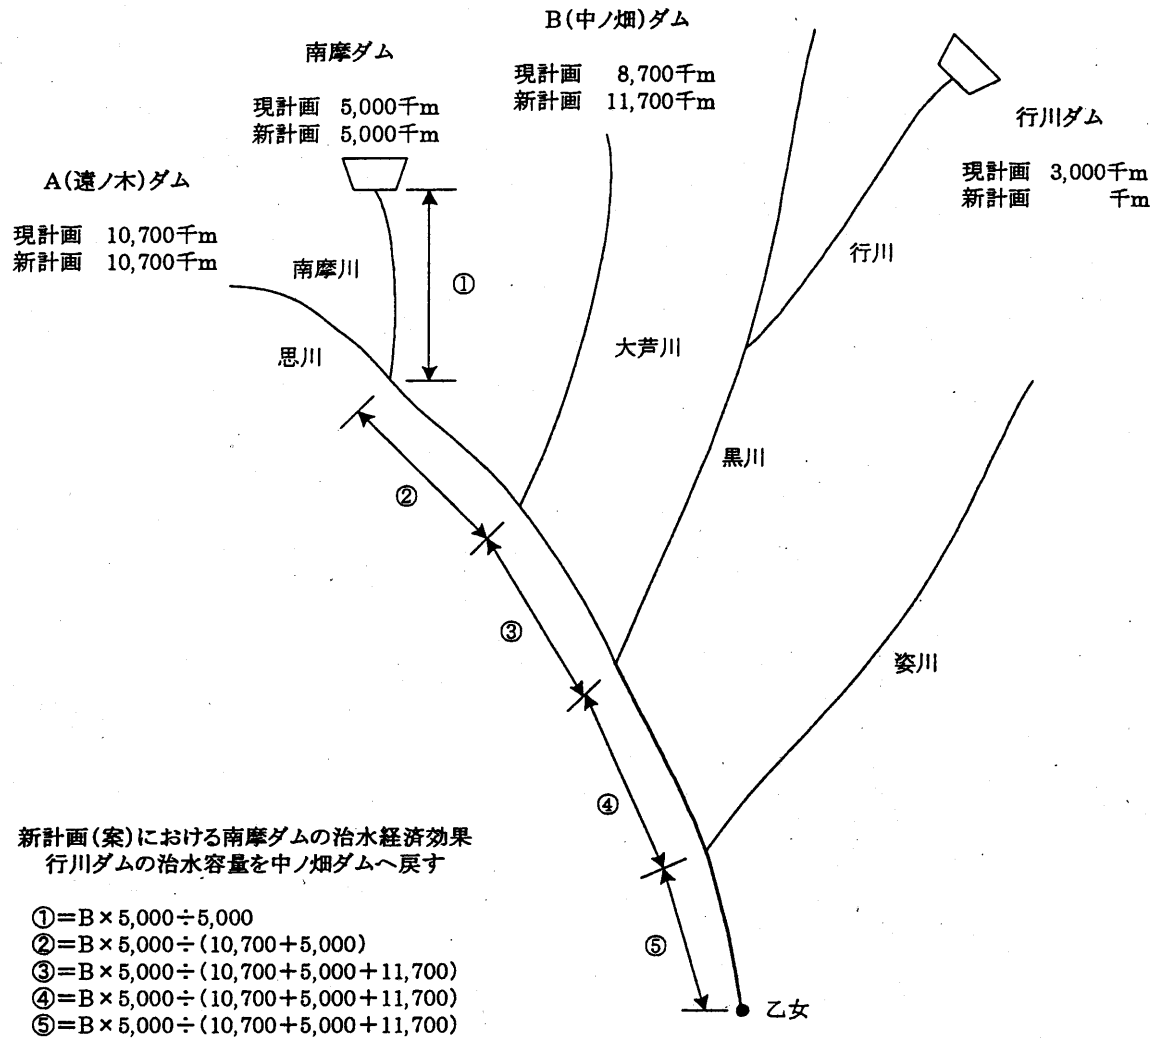 B(中ノ畑)ダム
現計画 8,700千m
新計画 11,700千m
南摩ダム
現計画 5,000千m
新計画 5,000千m
行川ダム
現計画 3,000千m
新計画 千m
A(遠ノ木)ダム
現計画 10,700千m
新計画 10,700千m
南摩川
①
行川
思川
大芦川
黒川
②
③
姿川
④
⑤
乙女
新計画(案)における南摩ダムの治水経済効果
行川ダムの治水容量を中ノ畑ダムへ戻す
①=B×5,000÷5,000
②=B×5,000÷(10,700+5,000)
③=B×5,000÷(10,700+5,000+11,700)
④=B×5,000÷(10,700+5,000+11,700)
⑤=B×5,000÷(10,700+5,000+11,700)